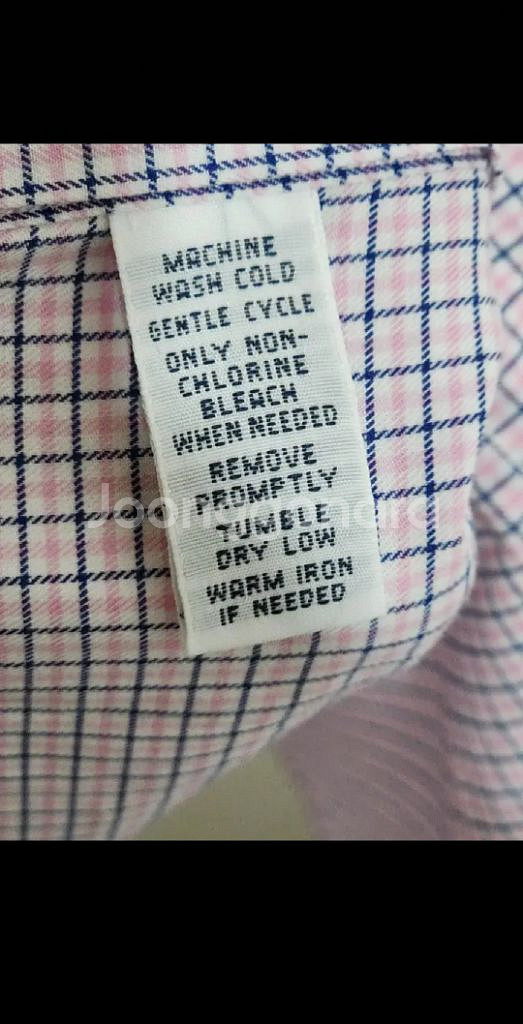 MACHINE
WASH COLD
GENTLE CYCLE
ONLY NON-
CHLORINE
BLEACH
WHEN NEEDED
REMOVE
PROMPTLY
TUMBLE
DRY LOW
WARM IRON
IF NEEDED